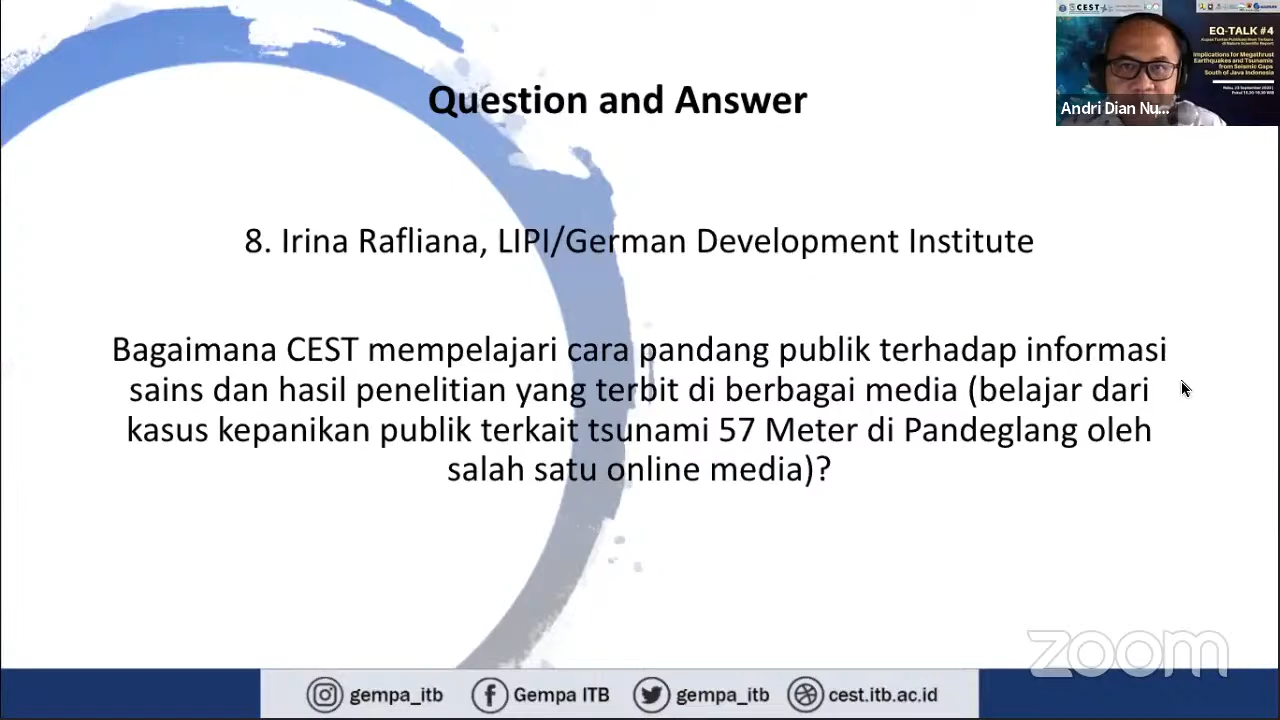 CEST
EQ-TALK #4
Implications for Megathrust
Earthquakes and Tsunamis
from Seismic Gaps
South of Java Indonesia
Andri Dian Nu...
Question and Answer
8. Irina Rafliana, LIPI/German Development Institute
Bagaimana CEST mempelajari cara pandang publik terhadap informasi
sains dan hasil penelitian yang terbit di berbagai media (belajar dari
kasus kepanikan publik terkait tsunami 57 Meter di Pandeglang oleh
salah satu online media)?
zoom
gempa_itb
Gempa ITB
gempa_itb
cest.itb.ac.id